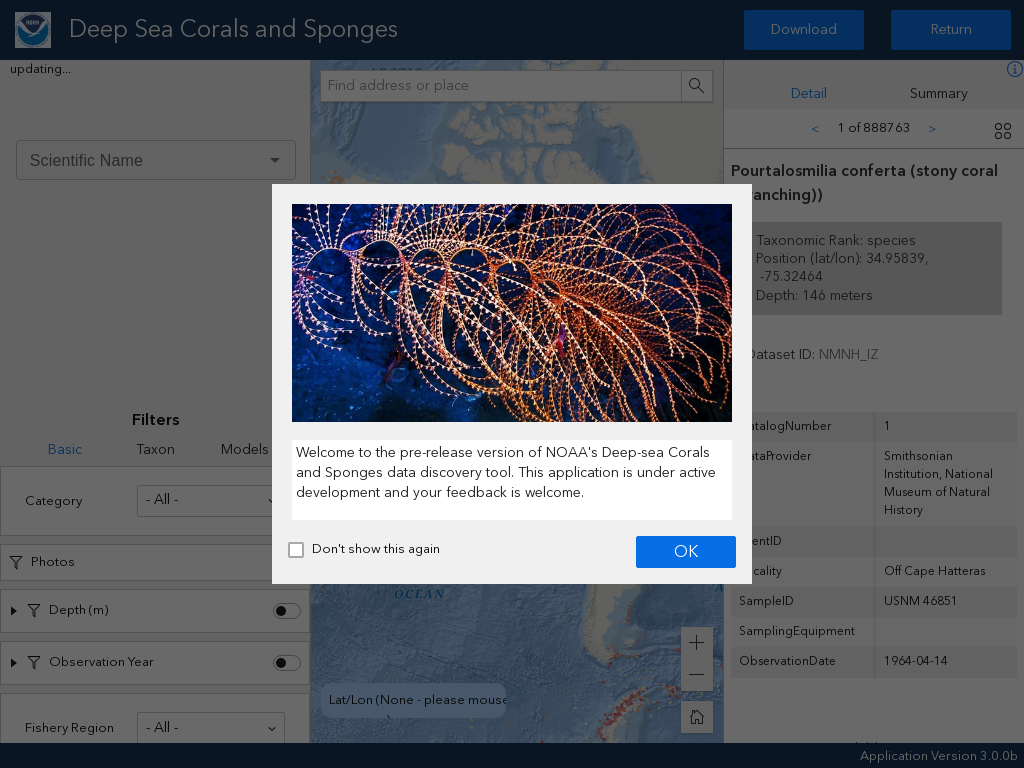 NOAA
Deep Sea Corals and Sponges
Download
Return
updating...
Find address or place
Detail
Summary
< 1 of 888763 >
Scientific Name
Pourtalosmilia conferta (stony coral
anching))
Taxonomic Rank: species
Position (lat/lon): 34.95839,
-75.32464
Depth: 146 meters
Dataset ID: NMNH_IZ
Welcome to the pre-release version of NOAA's Deep-sea Corals
and Sponges data discovery tool. This application is under active
development and your feedback is welcome.
Don't show this again
OK
Filters
Basic
Taxon
Models
Category
- All -
Photos
Depth (m)
Observation Year
Fishery Region
- All -
OCEAN
Lat/Lon (None - please mouse
atalogNumber
1
ataProvider
Smithsonian
Institution, National
Museum of Natural
History
entID
cality
Off Cape Hatteras
SampleID
USNM 46851
SamplingEquipment
ObservationDate
1964-04-14
Application Version 3.0.0b